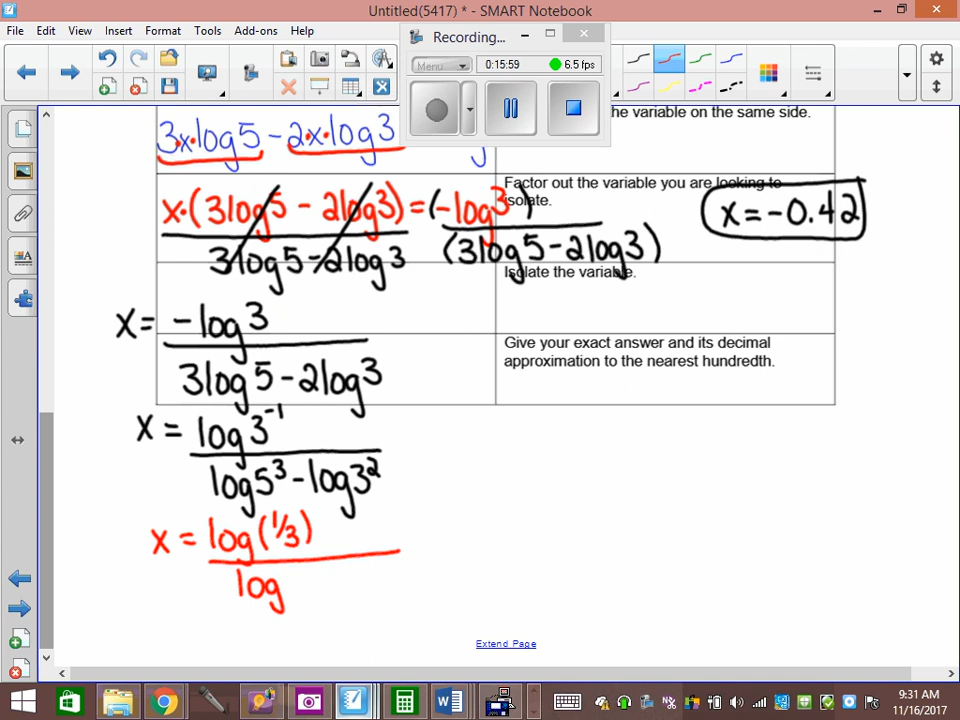 Untitled(5417) * - SMART Notebook
File Edit View Insert Format Tools Add-ons Help
Recording...
Menu 0:15:59 6.5 fps
he variable on the same side.
3x·log5 - 2·x·log3
Factor out the variable you are looking to
isolate.
x·(3log5 - 2log3) = (-log3)
3log5 - 2log3 (3log5 - 2log3)
x = -0.42
Isolate the variable.
x = -log3
3log5 - 2log3
Give your exact answer and its decimal
approximation to the nearest hundredth.
x = log3⁻¹
log5³ - log3²
x = log(1/3)
log
Extend Page
9:31 AM
11/16/2017